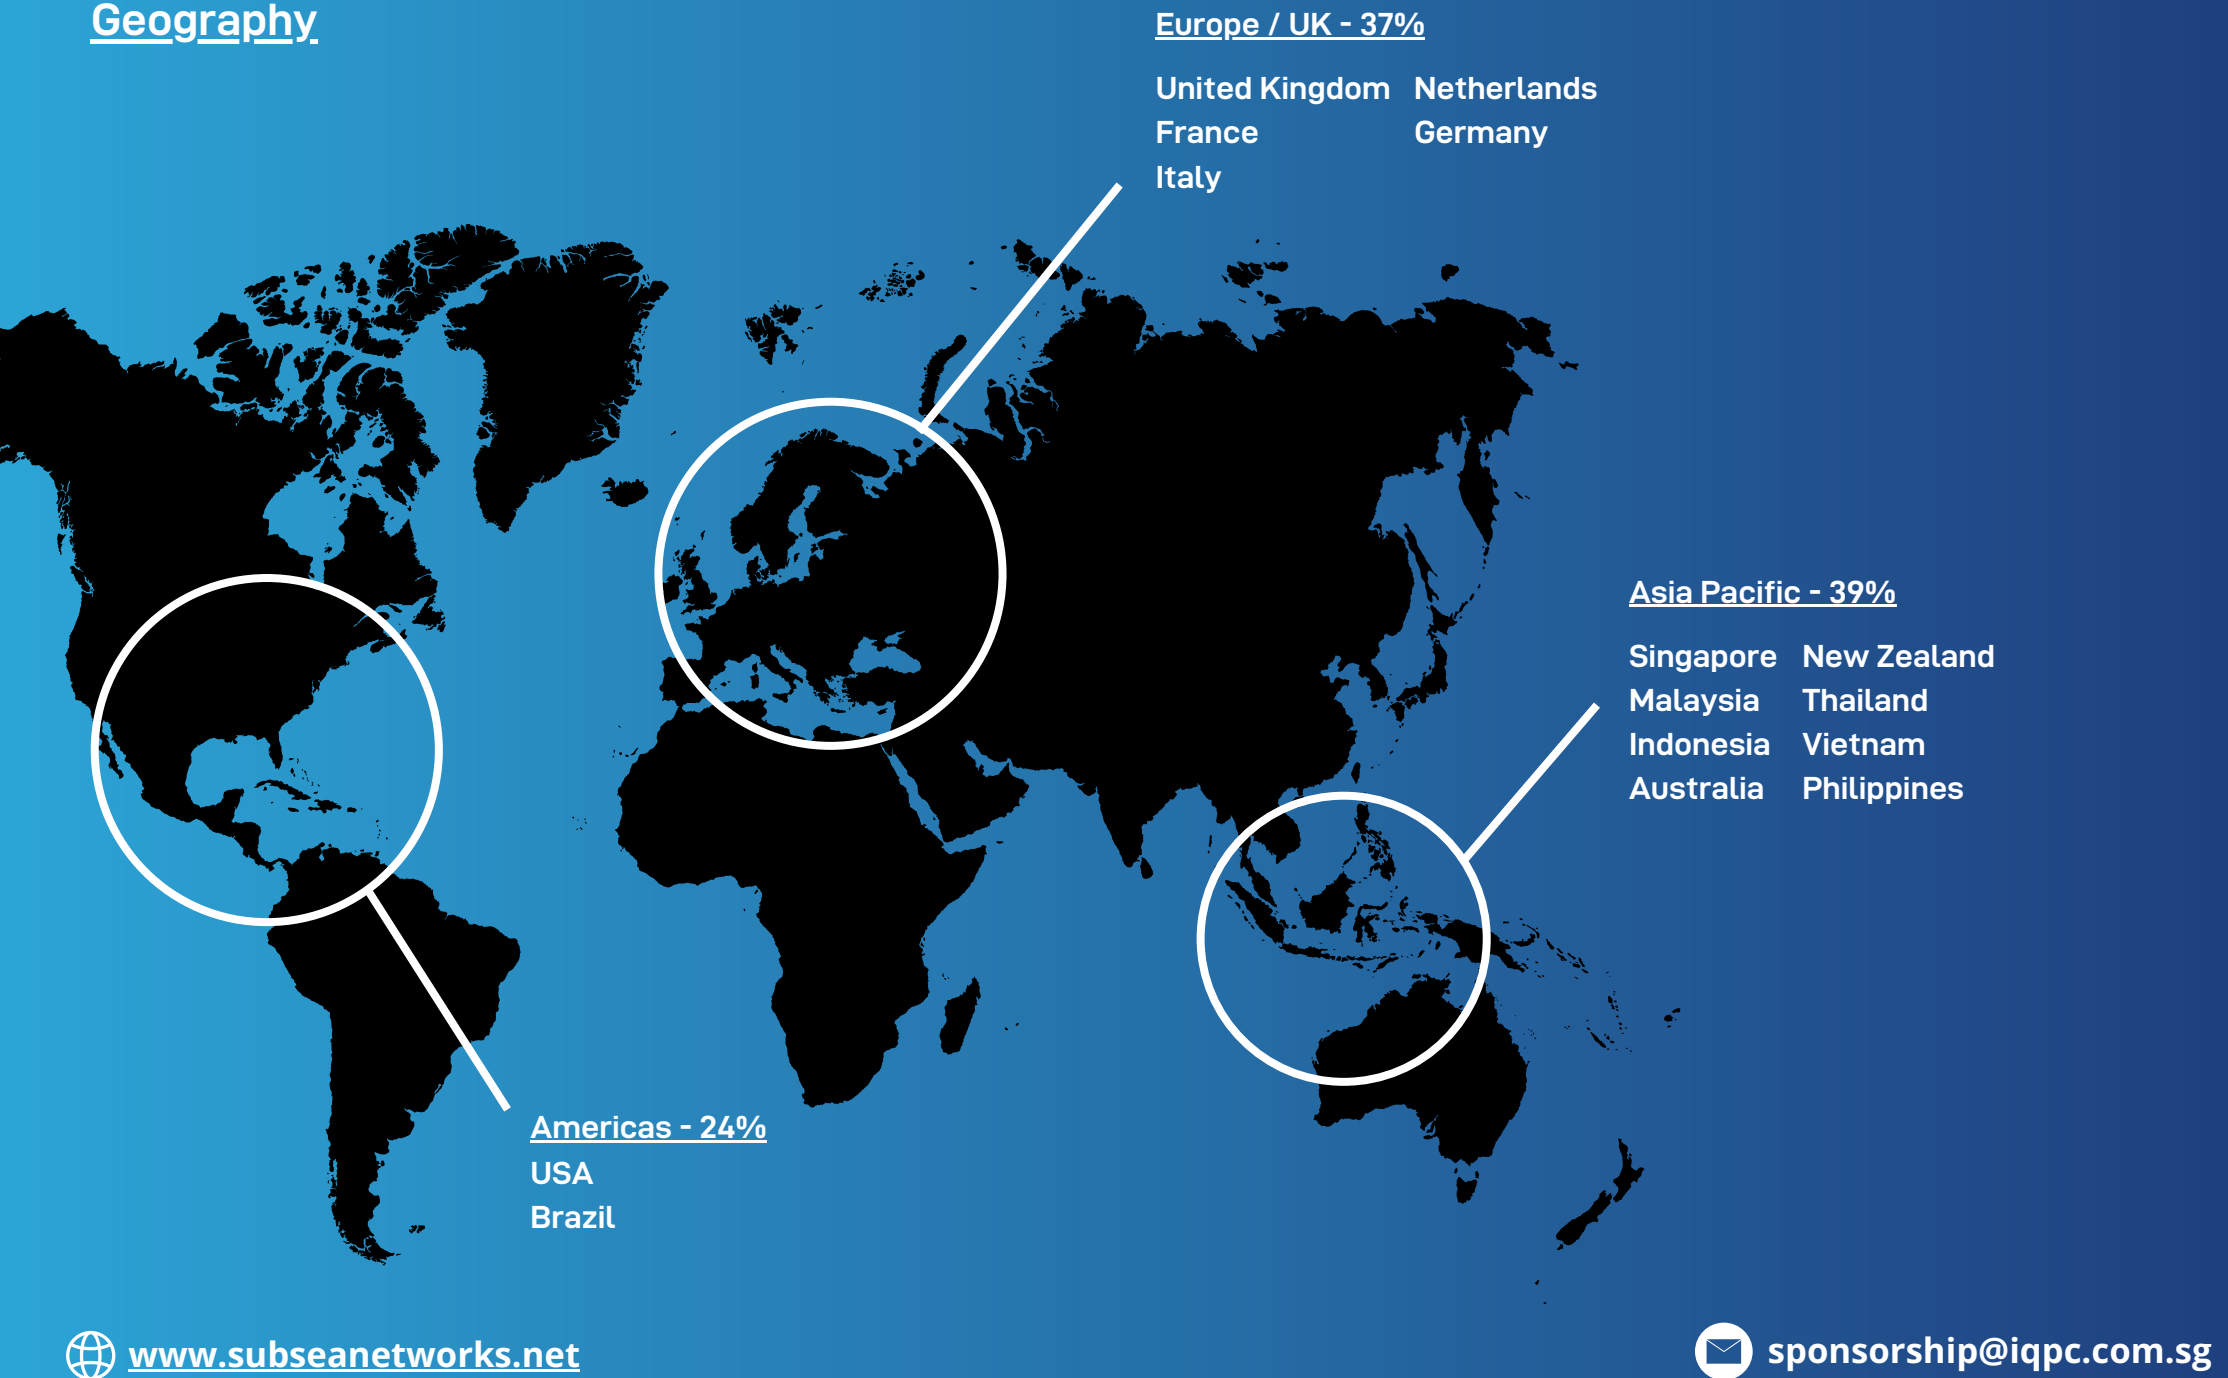 Geography
Europe / UK - 37%
United Kingdom Netherlands
France Germany
Italy
Asia Pacific - 39%
Singapore New Zealand
Malaysia Thailand
Indonesia Vietnam
Australia Philippines
Americas - 24%
USA
Brazil
www.subseanetworks.net
sponsorship@iqpc.com.sg